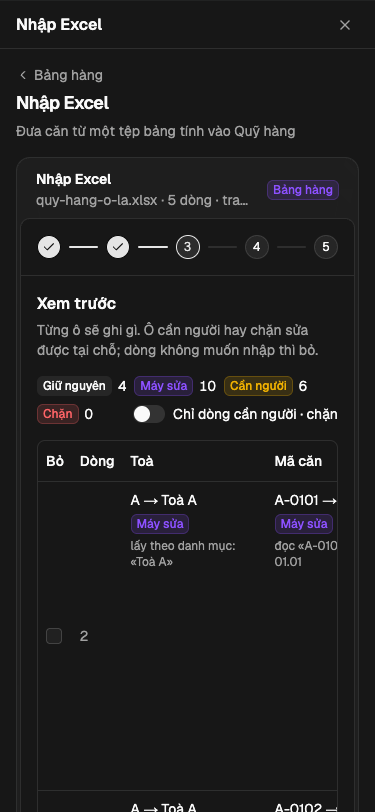 Nhập Excel
Bảng hàng
Nhập Excel
Đưa căn từ một tệp bảng tính vào Quỹ hàng
Nhập Excel
quy-hang-o-la.xlsx · 5 dòng · tra…
Bảng hàng
3 4 5
Xem trước
Từng ô sẽ ghi gì. Ô cần người hay chặn sửa
được tại chỗ; dòng không muốn nhập thì bỏ.
Giữ nguyên 4 Máy sửa 10 Cần người 6
Chặn 0 Chỉ dòng cần người · chặn
Bỏ Dòng Toà Mã căn
A → Toà A A-0101 →
Máy sửa Máy sửa
lấy theo danh mục: đọc «A-010
«Toà A» 01.01
2
A → Toà A A-0102 →